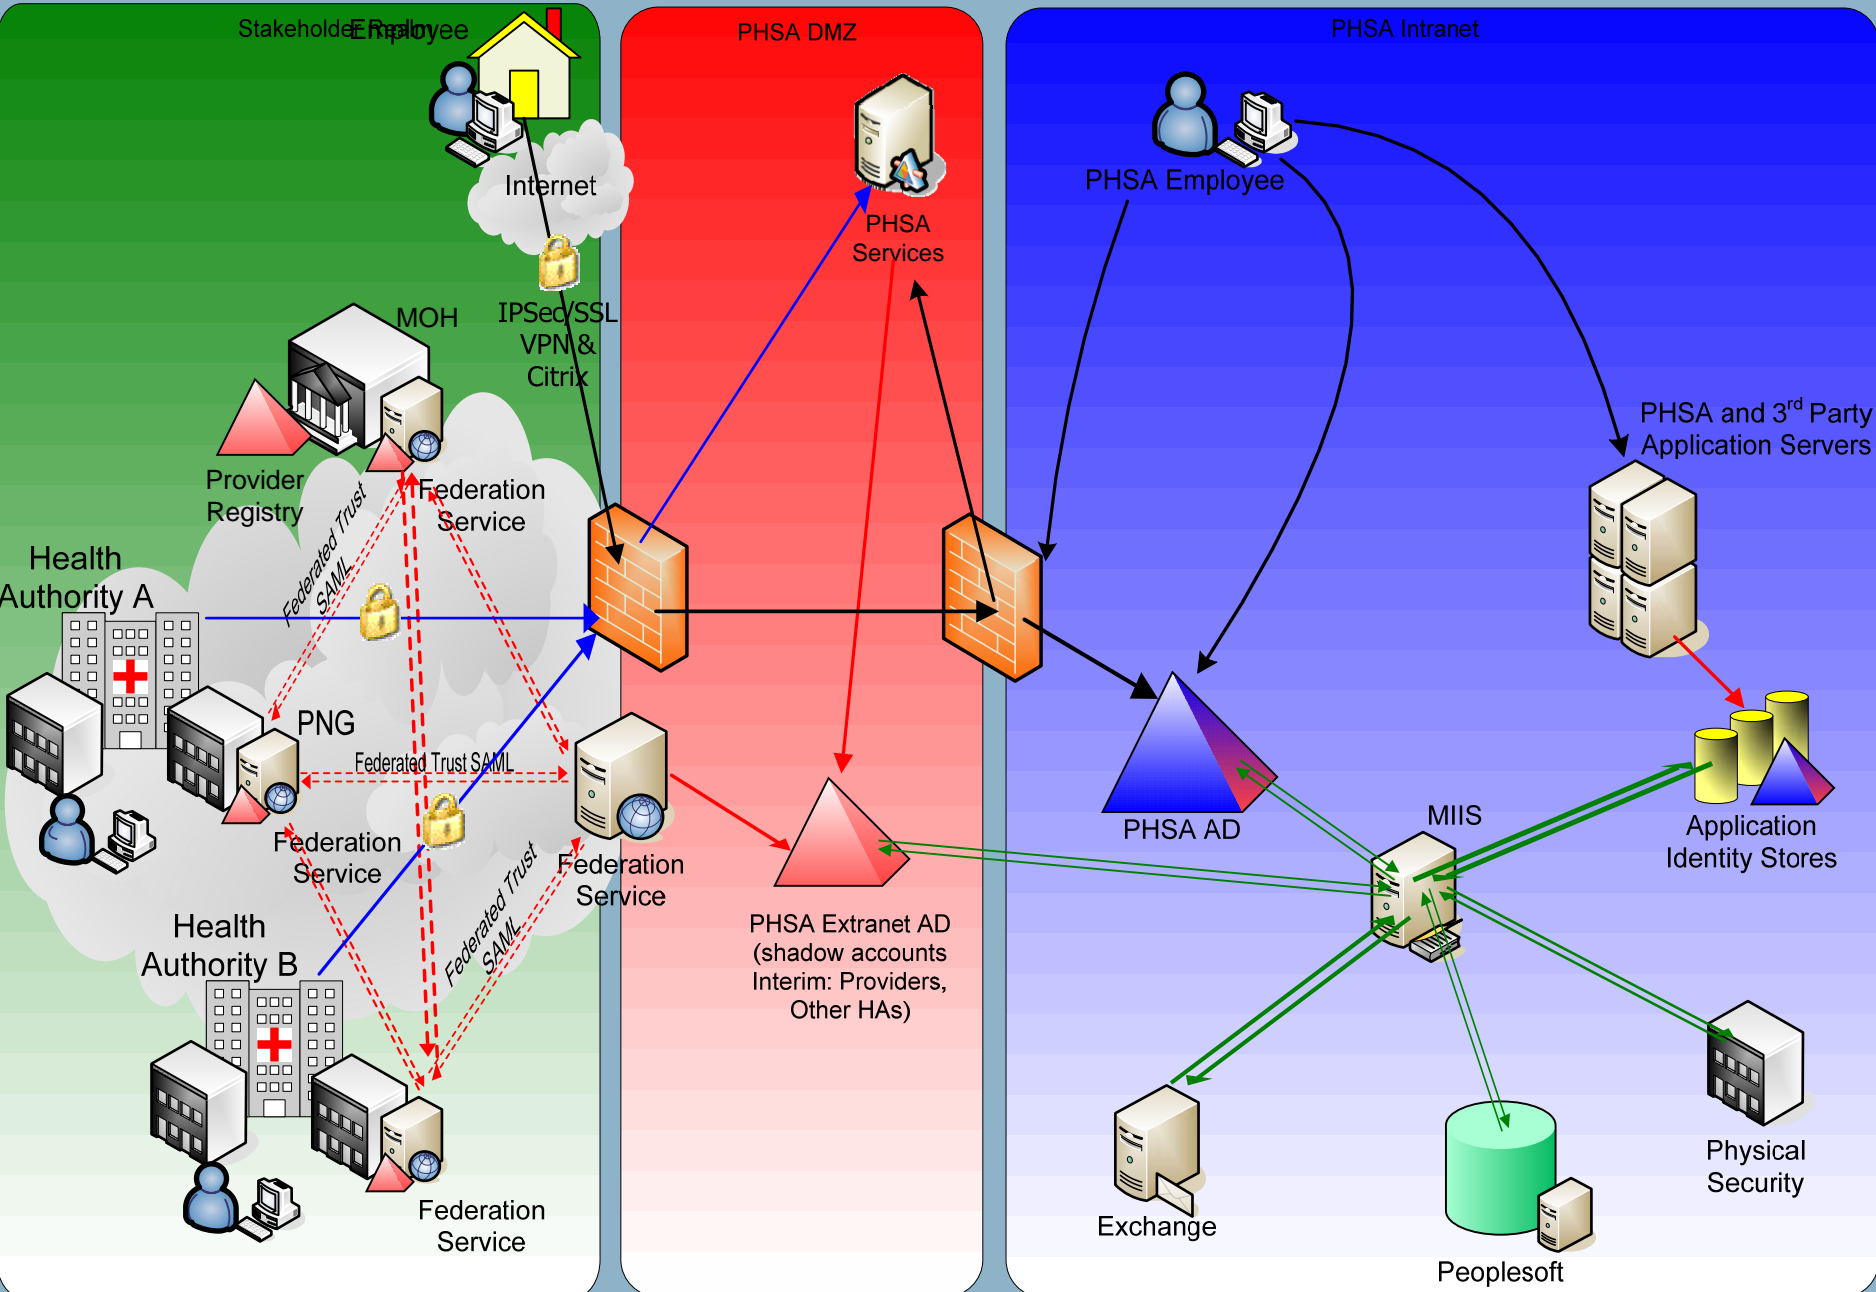 Stakeholder Realm
Employee
PHSA DMZ
PHSA Intranet
Internet
PHSA Employee
PHSA
Services
IPSec/SSL
VPN &
Citrix
MOH
PHSA and 3rd Party
Application Servers
Provider
Registry
Federation
Service
Federated Trust
SAML
Health
Authority A
PNG
Federated Trust SAML
Federation
Service
Federation
Service
Federated Trust
SAML
PHSA AD
MIIS
Application
Identity Stores
Health
Authority B
PHSA Extranet AD
(shadow accounts
Interim: Providers,
Other HAs)
Physical
Security
Federation
Service
Exchange
Peoplesoft